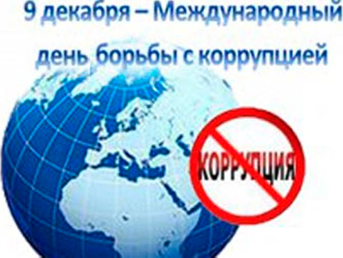 9 декабря – Международный
день борьбы с коррупцией
КОРРУПЦИЯ